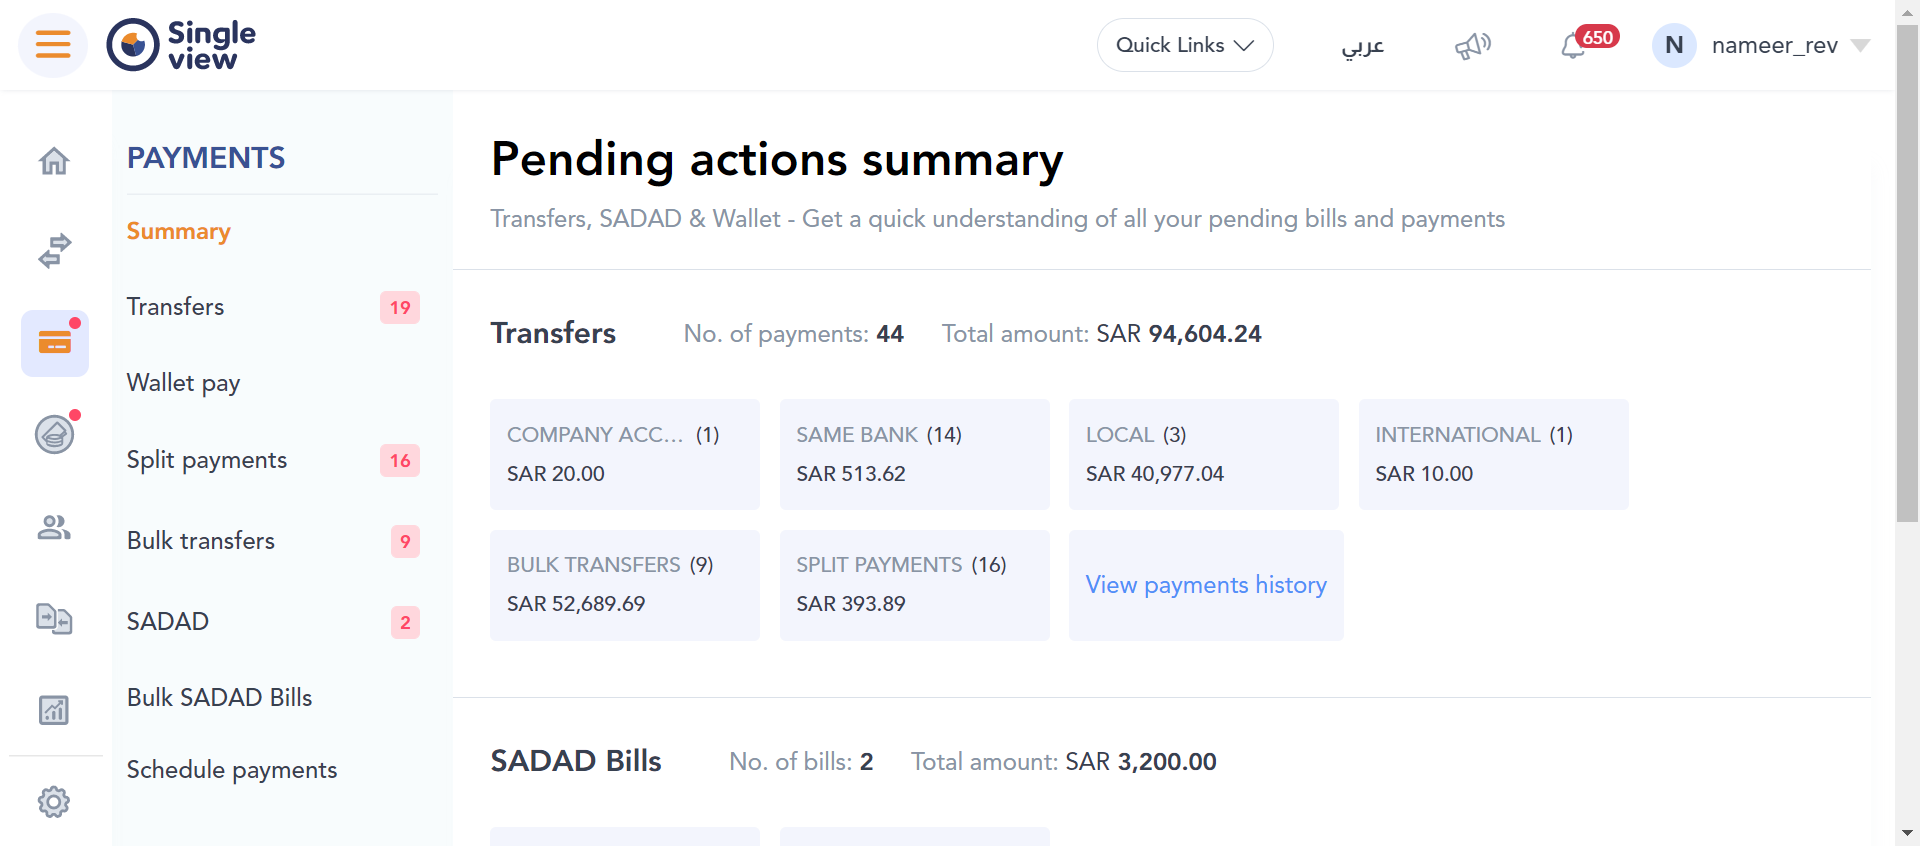 Single
view
Quick Links
عربي
650
N
nameer_rev
PAYMENTS
Summary
Transfers 19
Wallet pay
Split payments 16
Bulk transfers 9
SADAD 2
Bulk SADAD Bills
Schedule payments
Pending actions summary
Transfers, SADAD & Wallet - Get a quick understanding of all your pending bills and payments
Transfers No. of payments: 44 Total amount: SAR 94,604.24
COMPANY ACC... (1)
SAR 20.00
SAME BANK (14)
SAR 513.62
LOCAL (3)
SAR 40,977.04
INTERNATIONAL (1)
SAR 10.00
BULK TRANSFERS (9)
SAR 52,689.69
SPLIT PAYMENTS (16)
SAR 393.89
View payments history
SADAD Bills No. of bills: 2 Total amount: SAR 3,200.00